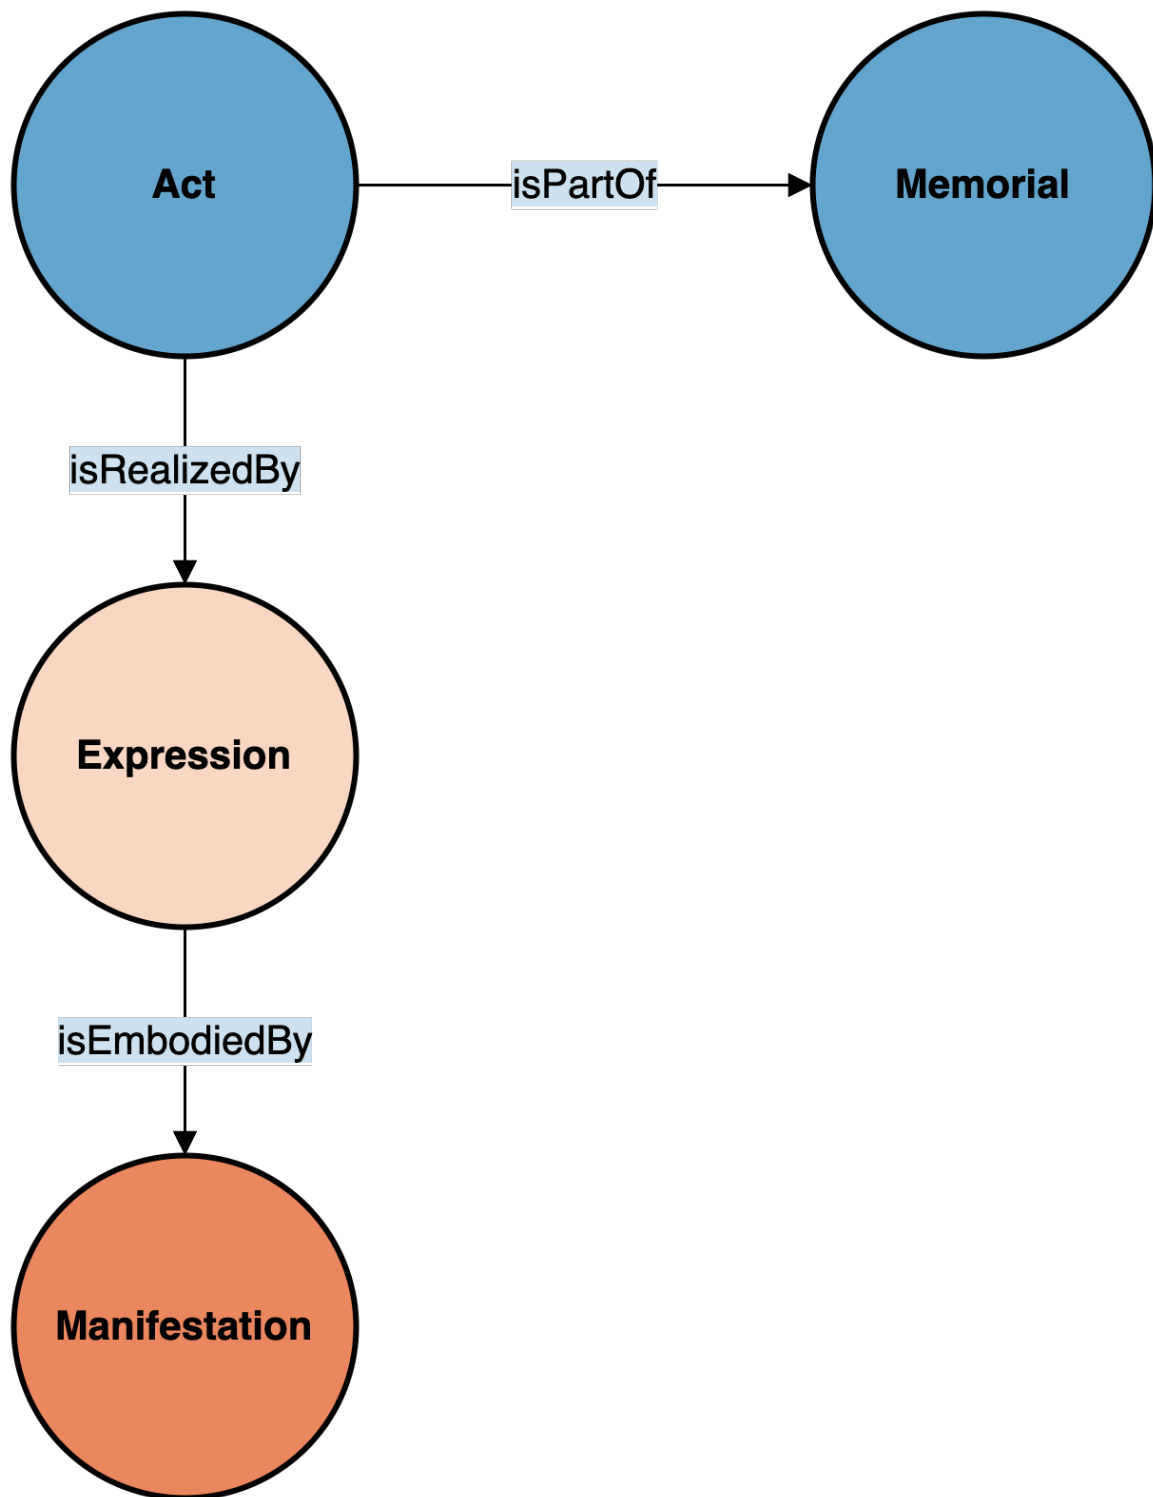 Act
isPartOf
Memorial
isRealizedBy
Expression
isEmbodiedBy
Manifestation